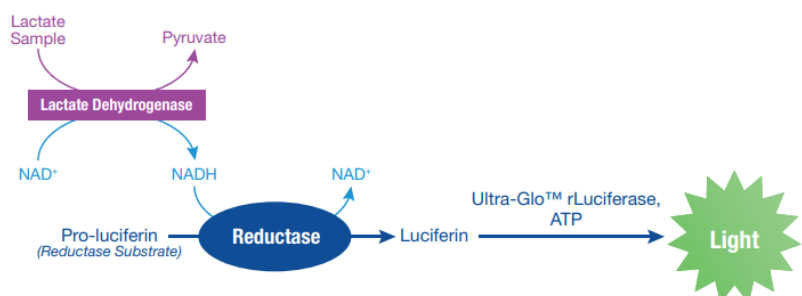 Lactate
Sample
Pyruvate
Lactate Dehydrogenase
NAD⁺
NADH
NAD⁺
Pro-luciferin
(Reductase Substrate)
Reductase
Luciferin
Ultra-Glo™ rLuciferase,
ATP
Light